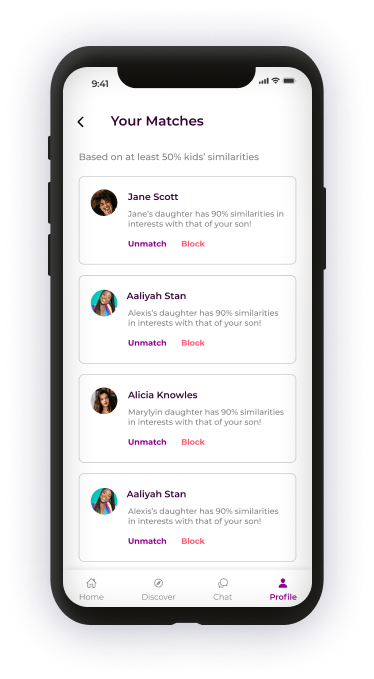 9:41
Your Matches
Based on at least 50% kids' similarities
Jane Scott
Jane's daughter has 90% similarities in
interests with that of your son!
Unmatch Block
Aaliyah Stan
Alexis's daughter has 90% similarities
in interests with that of your son!
Unmatch Block
Alicia Knowles
Marylyin daughter has 90% similarities
in interests with that of your son!
Unmatch Block
Aaliyah Stan
Alexis's daughter has 90% similarities
in interests with that of your son!
Unmatch Block
Home Discover Chat Profile